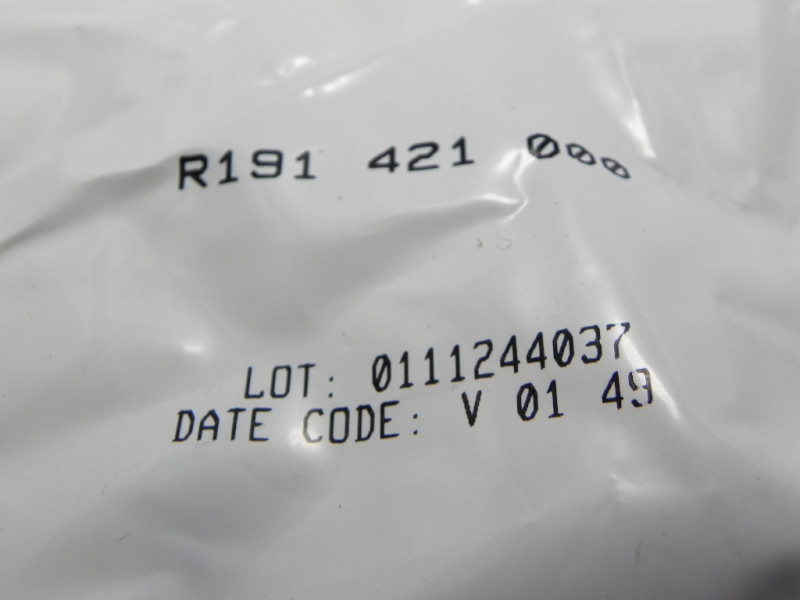 R191 421 000
LOT: 0111244037
DATE CODE: V 01 49